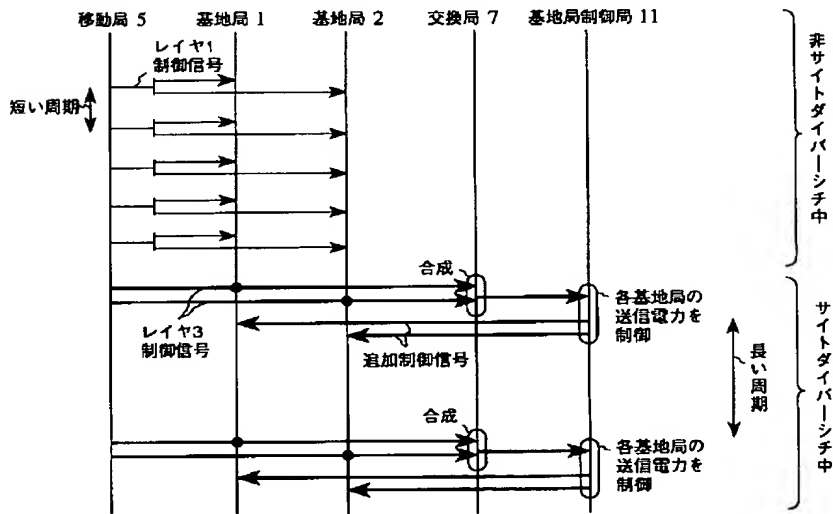 移動局 5
基地局 1
基地局 2
交換局 7
基地局制御局 11
レイヤ1
制御信号
短い周期
非サイトダイバーシチ中
合成
各基地局の
送信電力を
制御
レイヤ3
制御信号
追加制御信号
長い周期
サイトダイバーシチ中
合成
各基地局の
送信電力を
制御